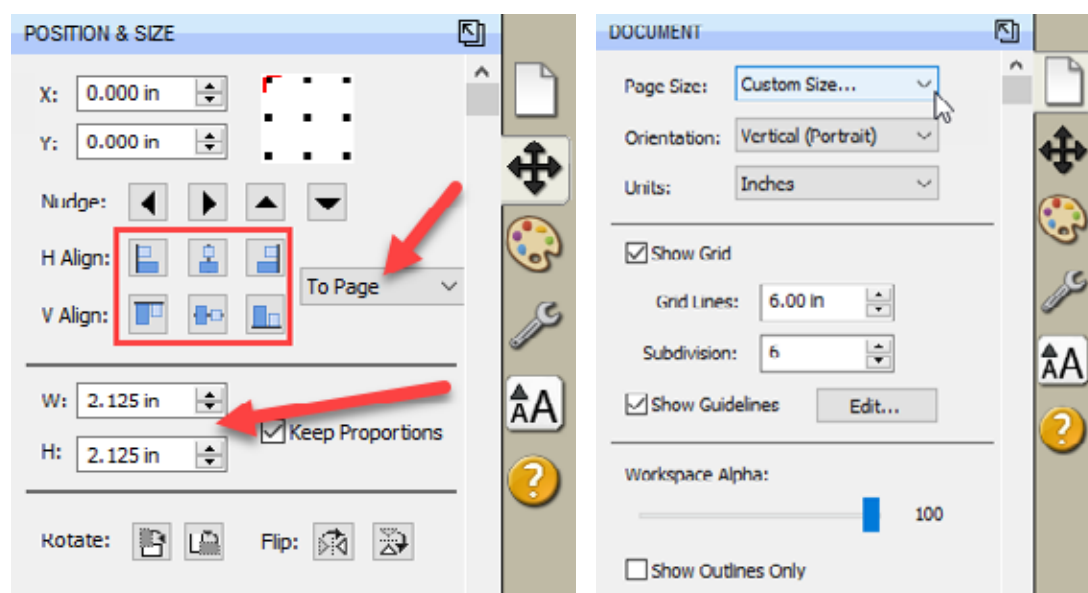 POSITION & SIZE
X: 0.000 in
Y: 0.000 in
Nudge:
H Align:
To Page
V Align:
W: 2.125 in
Keep Proportions
H: 2.125 in
Rotate: Flip:
AA
?
DOCUMENT
Page Size: Custom Size...
Orientation: Vertical (Portrait)
Units: Inches
Show Grid
Grid Lines: 6.00 in
Subdivision: 6
Show Guidelines Edit...
Workspace Alpha:
100
Show Outlines Only
AA
?